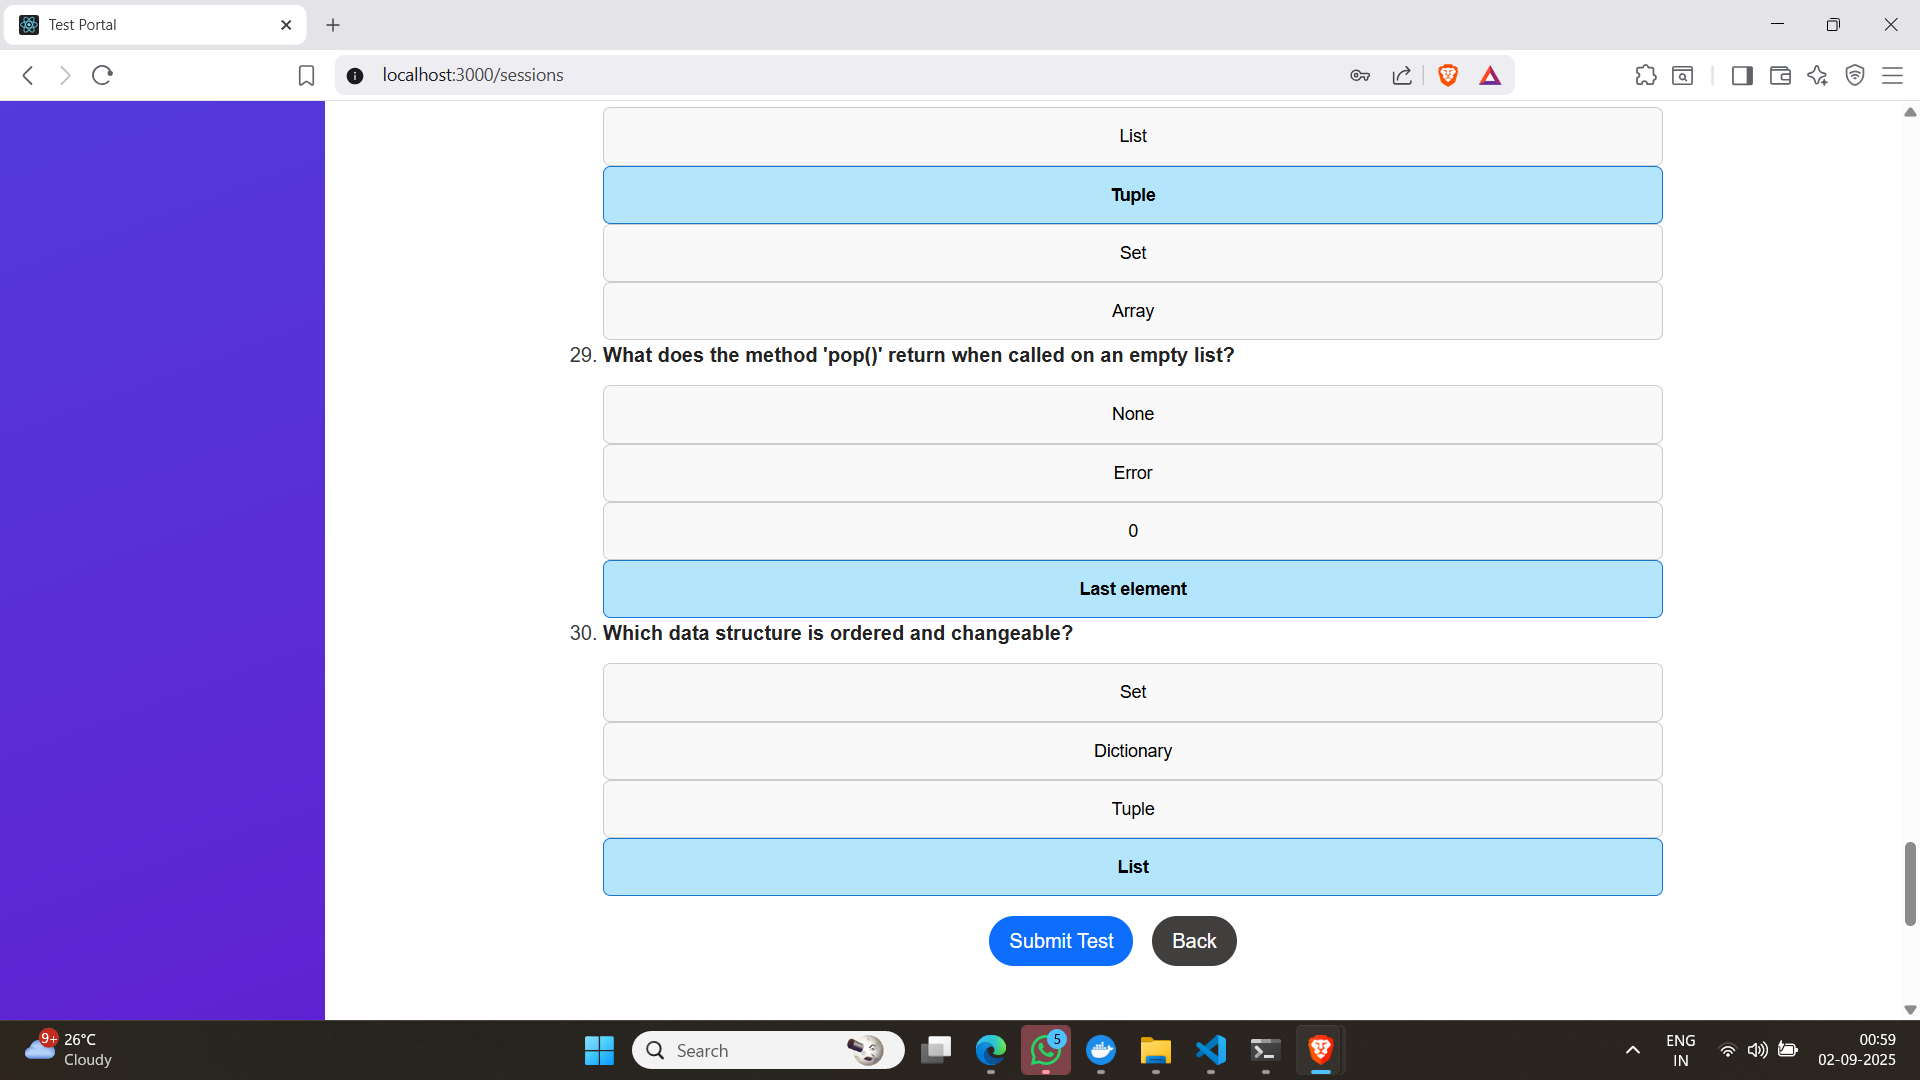 Test Portal
localhost:3000/sessions
List
Tuple
Set
Array
29. What does the method 'pop()' return when called on an empty list?
None
Error
0
Last element
30. Which data structure is ordered and changeable?
Set
Dictionary
Tuple
List
Submit Test
Back
9+
26°C
Cloudy
Search
5
ENG
IN
00:59
02-09-2025